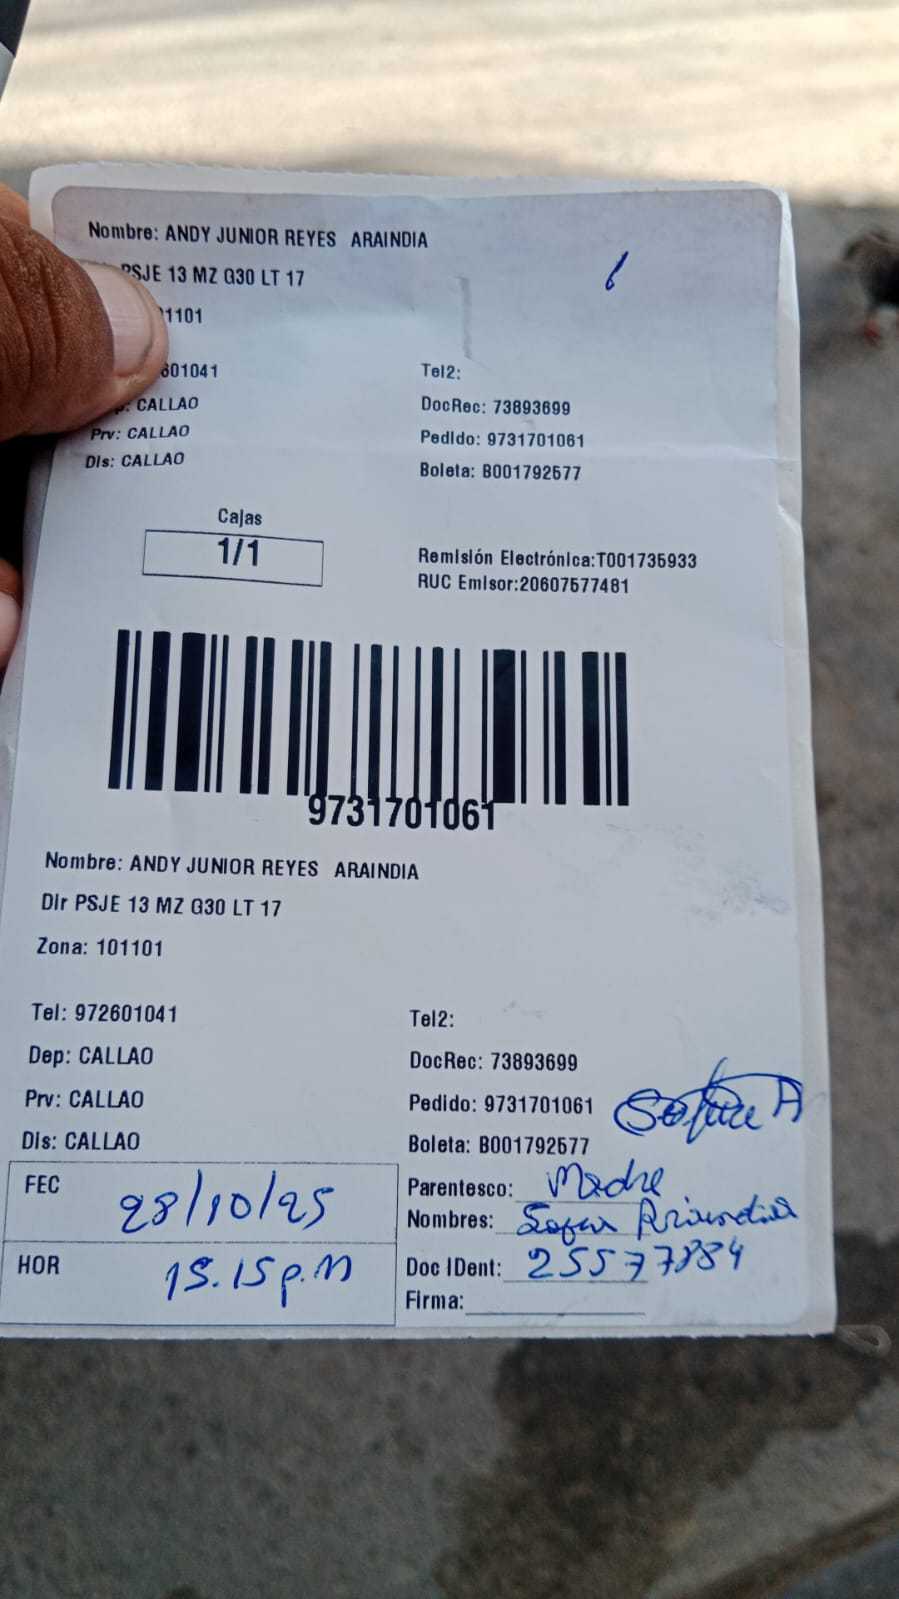 Nombre: ANDY JUNIOR REYES ARAINDIA
PSJE 13 MZ G30 LT 17
1101
601041 Tel2:
p: CALLAO DocRec: 73893699
Prv: CALLAO Pedido: 9731701061
Dis: CALLAO Boleta: B001792577
Cajas
1/1
Remisión Electrónica:T001735933
RUC Emisor:20607577481
9731701061
Nombre: ANDY JUNIOR REYES ARAINDIA
Dir PSJE 13 MZ G30 LT 17
Zona: 101101
Tel: 972601041 Tel2:
Dep: CALLAO DocRec: 73893699
Prv: CALLAO Pedido: 9731701061
Dis: CALLAO Boleta: B001792577
FEC 28/10/25 Parentesco: Madre
Nombres:
HOR 15.15 p.m Doc IDent: 25577884
Firma: